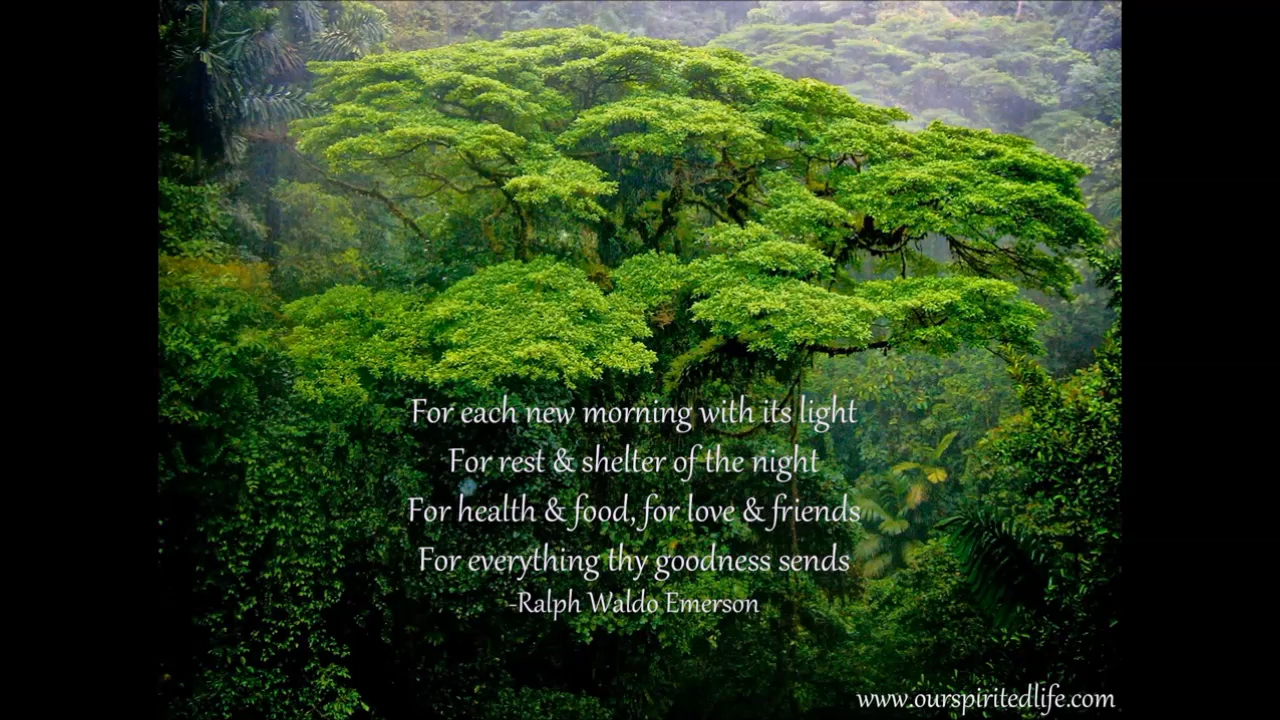 For each new morning with its light
For rest & shelter of the night
For health & food, for love & friends
For everything thy goodness sends
-Ralph Waldo Emerson
www.ourspiritedlife.com